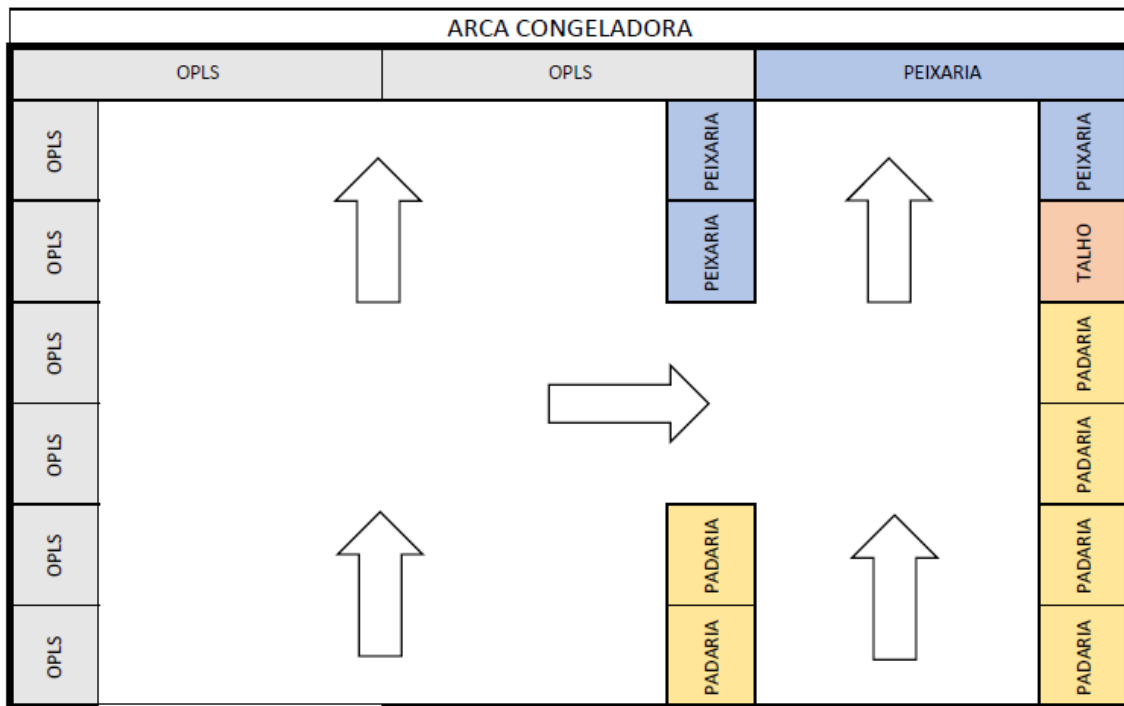 ARCA CONGELADORA
OPLS OPLS PEIXARIA
OPLS PEIXARIA PEIXARIA
OPLS PEIXARIA TALHO
OPLS PADARIA
OPLS PADARIA
OPLS PADARIA PADARIA
OPLS PADARIA PADARIA